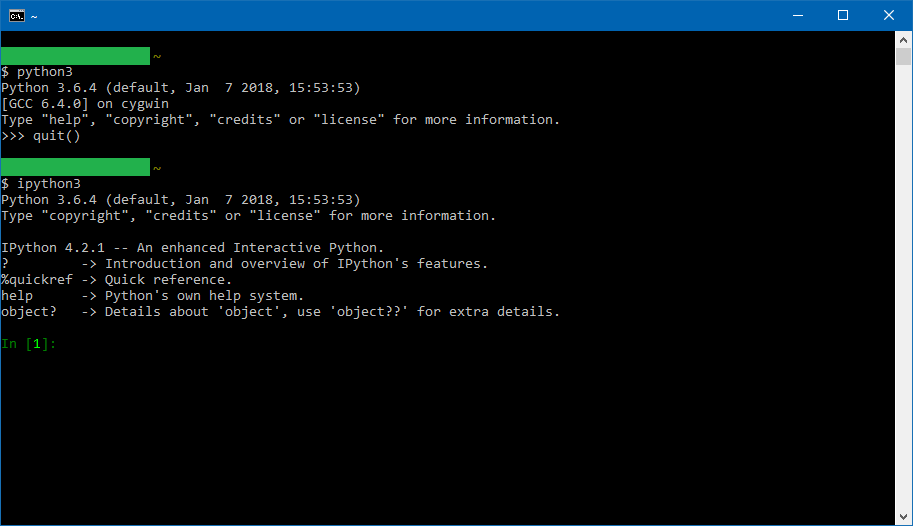 C:\. ~
~
$ python3
Python 3.6.4 (default, Jan  7 2018, 15:53:53)
[GCC 6.4.0] on cygwin
Type "help", "copyright", "credits" or "license" for more information.
>>> quit()
~
$ ipython3
Python 3.6.4 (default, Jan  7 2018, 15:53:53)
Type "copyright", "credits" or "license" for more information.
IPython 4.2.1 -- An enhanced Interactive Python.
?         -> Introduction and overview of IPython's features.
%quickref -> Quick reference.
help      -> Python's own help system.
object?   -> Details about 'object', use 'object??' for extra details.
In [1]: